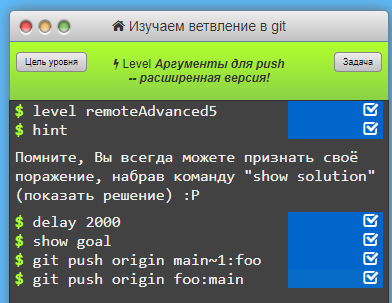 Изучаем ветвление в git
Цель уровня
Level Аргументы для push
-- расширенная версия!
Задача
$ level remoteAdvanced5
$ hint
Помните, Вы всегда можете признать своё
поражение, набрав команду "show solution"
(показать решение) :P
$ delay 2000
$ show goal
$ git push origin main~1:foo
$ git push origin foo:main